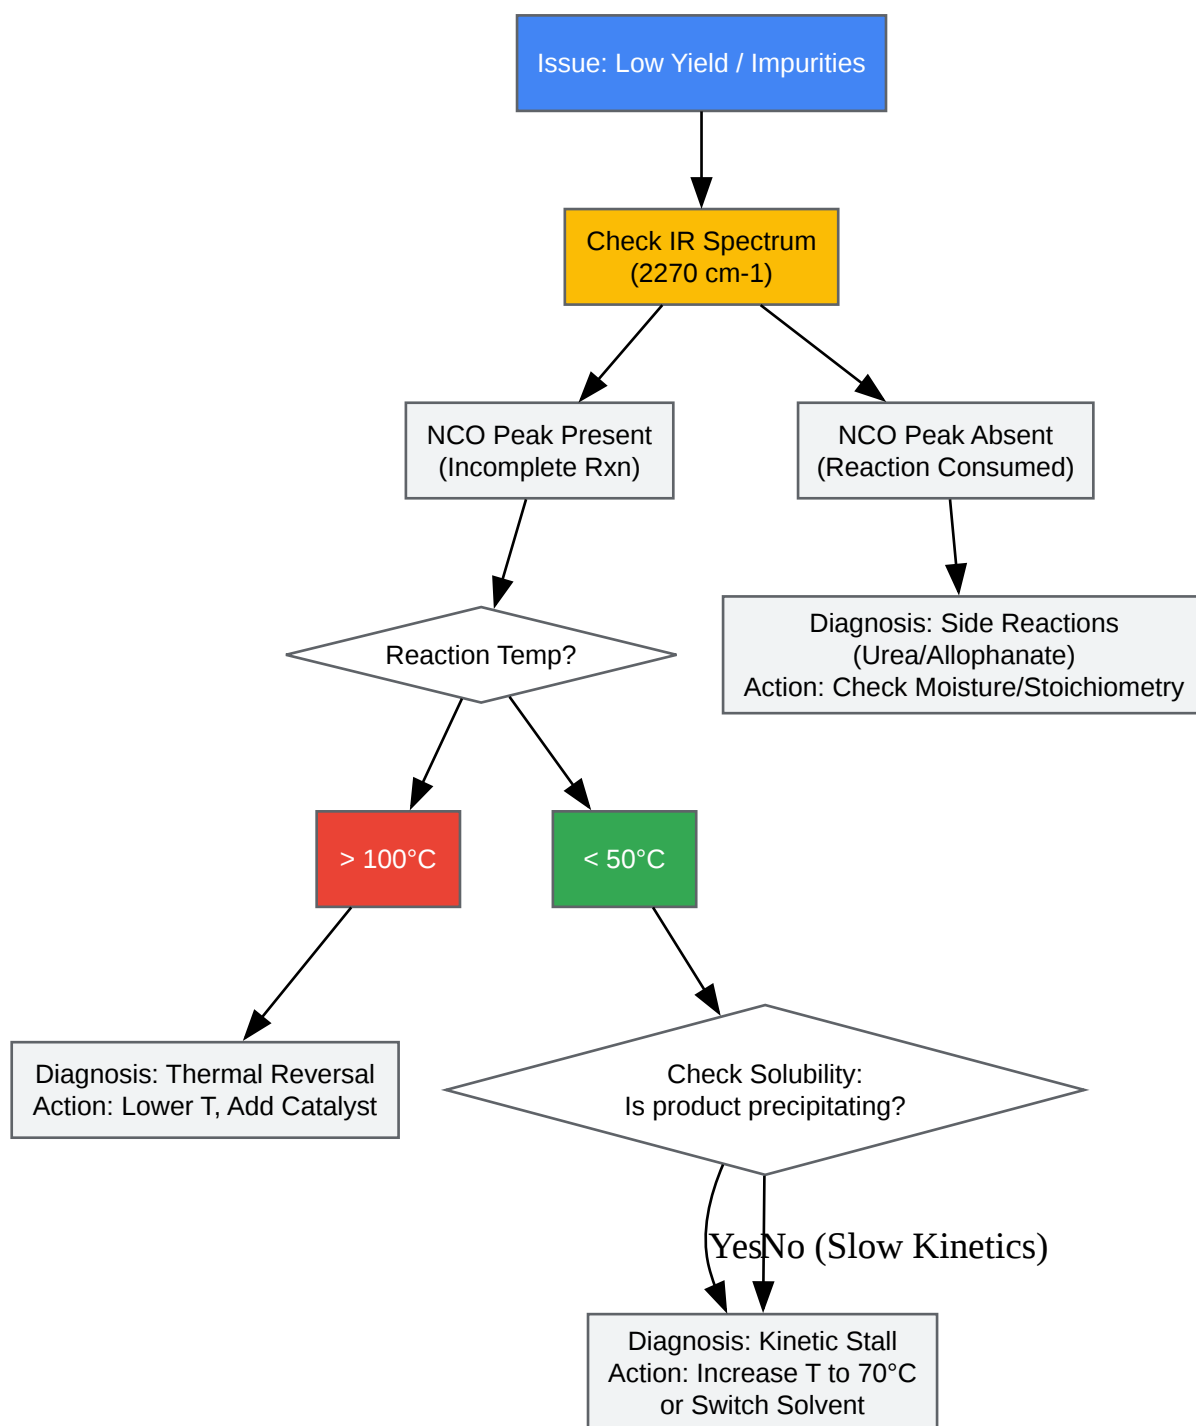 Issue: Low Yield / Impurities
Check IR Spectrum
(2270 cm-1)
NCO Peak Present
(Incomplete Rxn)
NCO Peak Absent
(Reaction Consumed)
Reaction Temp?
Diagnosis: Side Reactions
(Urea/Allophanate)
Action: Check Moisture/Stoichiometry
> 100°C
< 50°C
Diagnosis: Thermal Reversal
Action: Lower T, Add Catalyst
Check Solubility:
Is product precipitating?
Yes
No (Slow Kinetics)
Diagnosis: Kinetic Stall
Action: Increase T to 70°C
or Switch Solvent